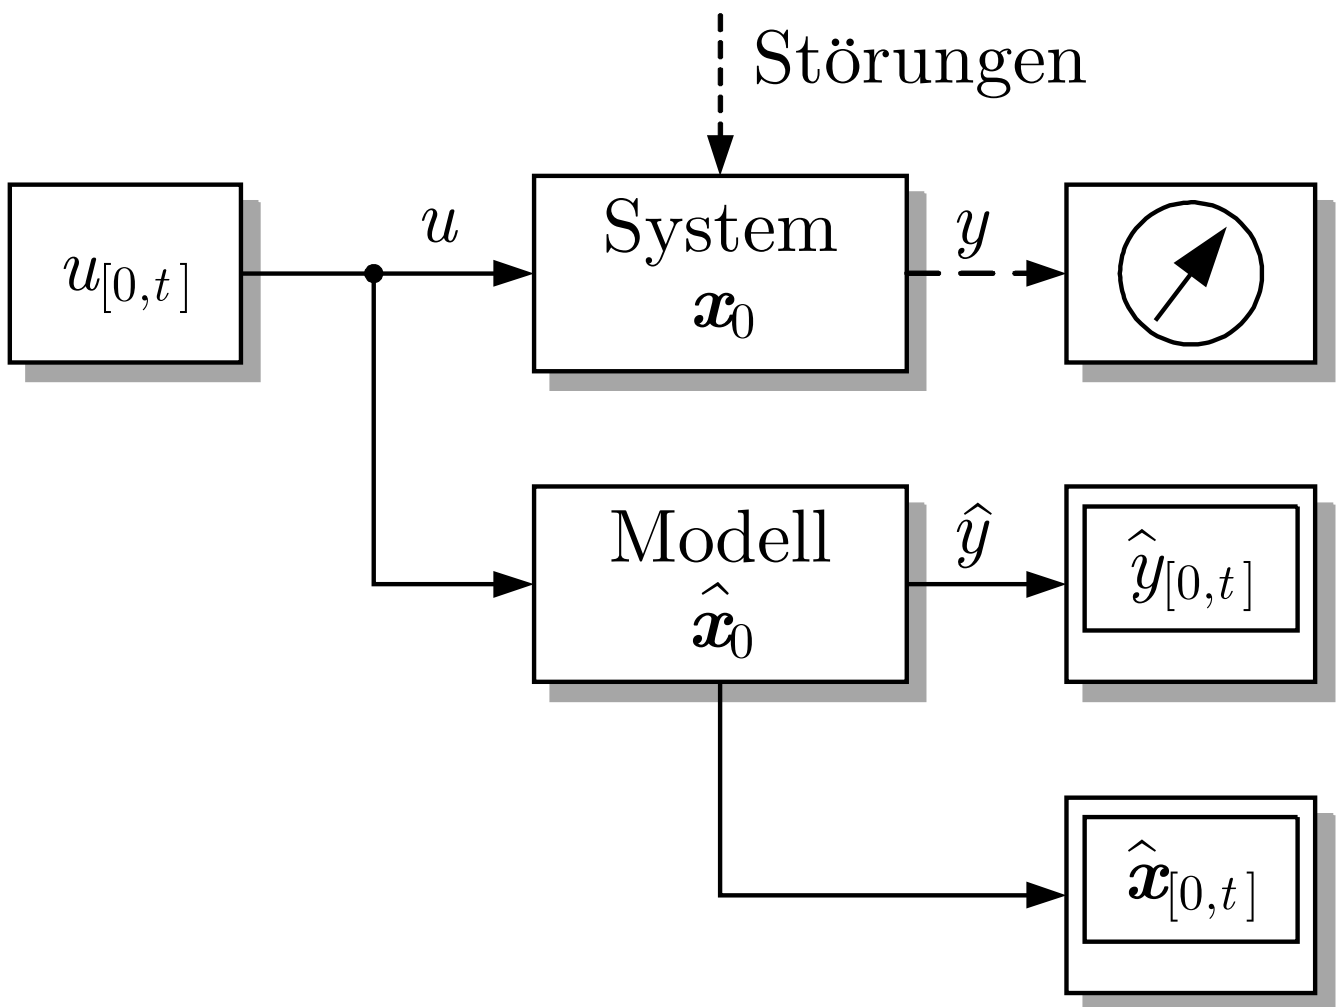 Störungen
u[0,t]
u
System
x0
y
Modell
x̂0
ŷ
ŷ[0,t]
x̂[0,t]